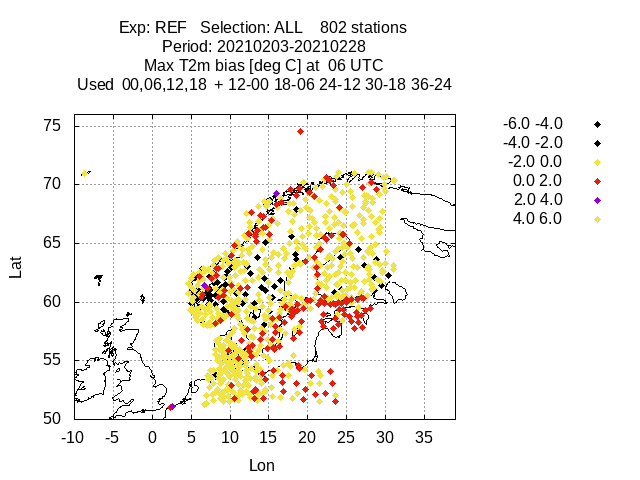 Exp: REF   Selection: ALL    802 stations
Period: 20210203-20210228
Max T2m bias [deg C] at  06 UTC
Used  00,06,12,18  + 12-00 18-06 24-12 30-18 36-24
-6.0 -4.0
-4.0 -2.0
-2.0 0.0
0.0 2.0
2.0 4.0
4.0 6.0
75
70
65
60
55
50
Lat
-10 -5 0 5 10 15 20 25 30 35
Lon